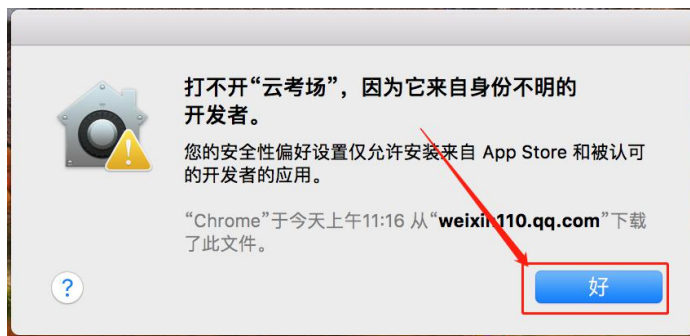 打不开“云考场”，因为它来自身份不明的
开发者。
您的安全性偏好设置仅允许安装来自 App Store 和被认可
的开发者的应用。
“Chrome”于今天上午11:16 从“weixin110.qq.com”下载
了此文件。
?
好